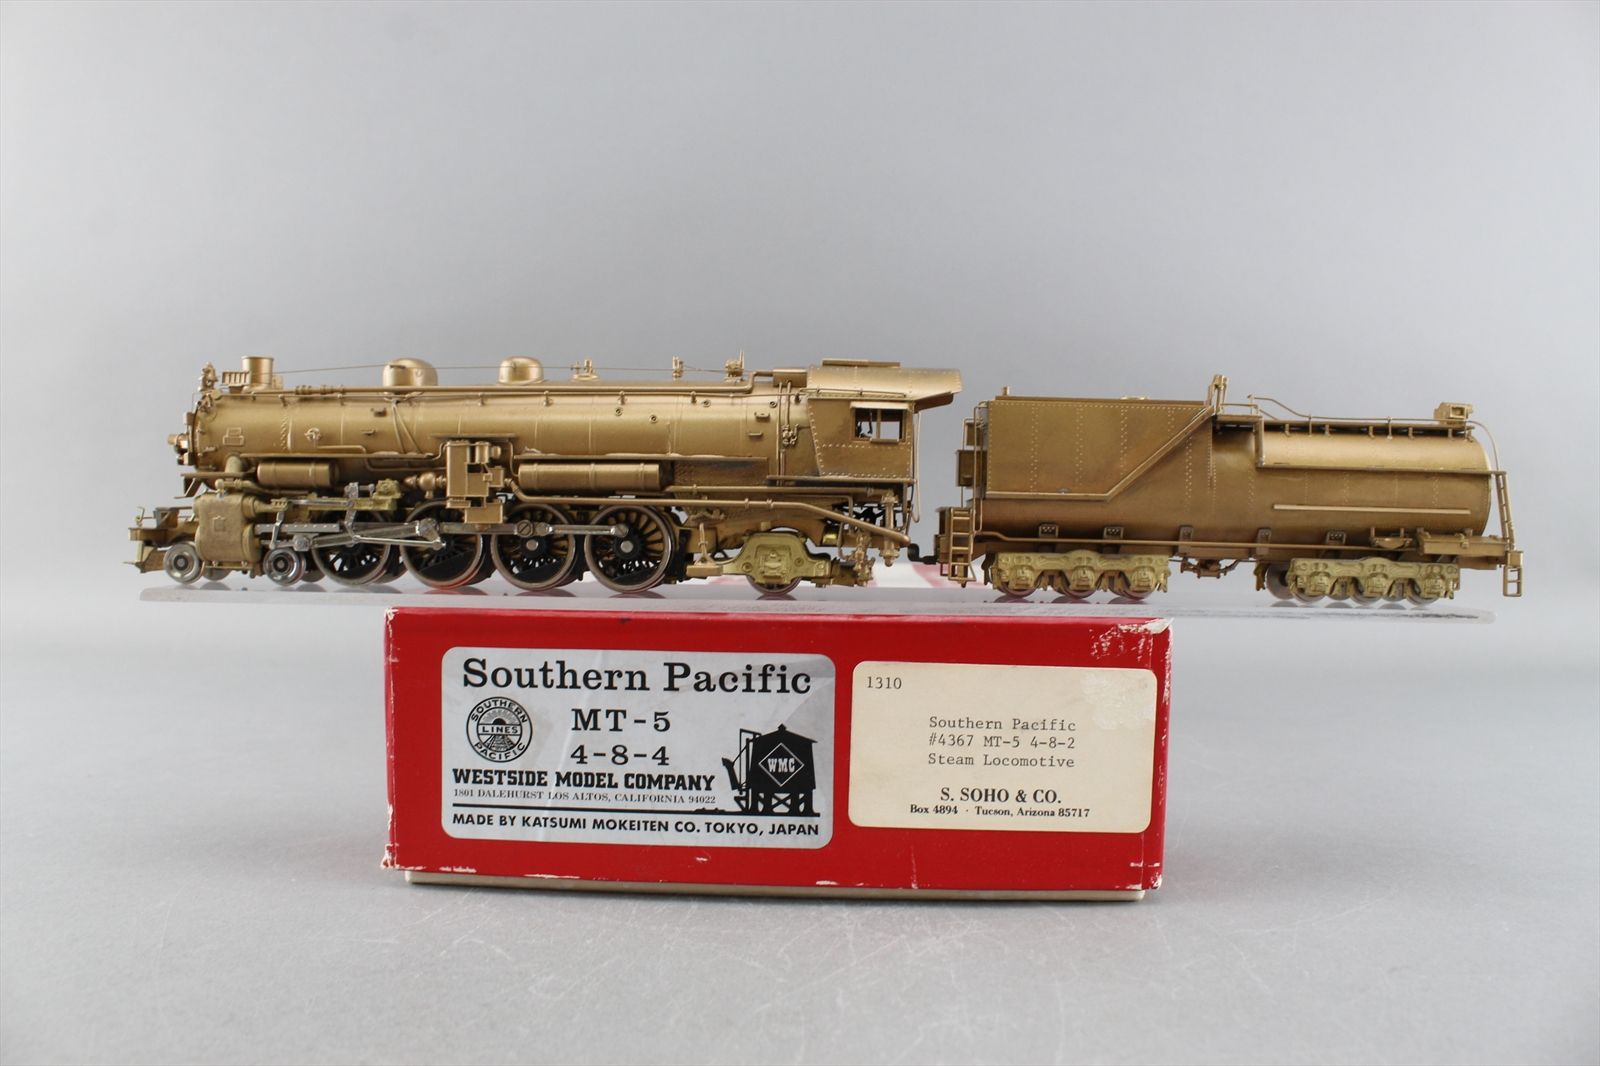 Southern Pacific
SOUTHERN
LINES
PACIFIC
MT-5
4-8-4
WMC
WESTSIDE MODEL COMPANY
1801 DALEHURST LOS ALTOS, CALIFORNIA 94022
MADE BY KATSUMI MOKEITEN CO. TOKYO, JAPAN
1310
Southern Pacific
#4367 MT-5 4-8-2
Steam Locomotive
S. SOHO & CO.
Box 4894 · Tucson, Arizona 85717